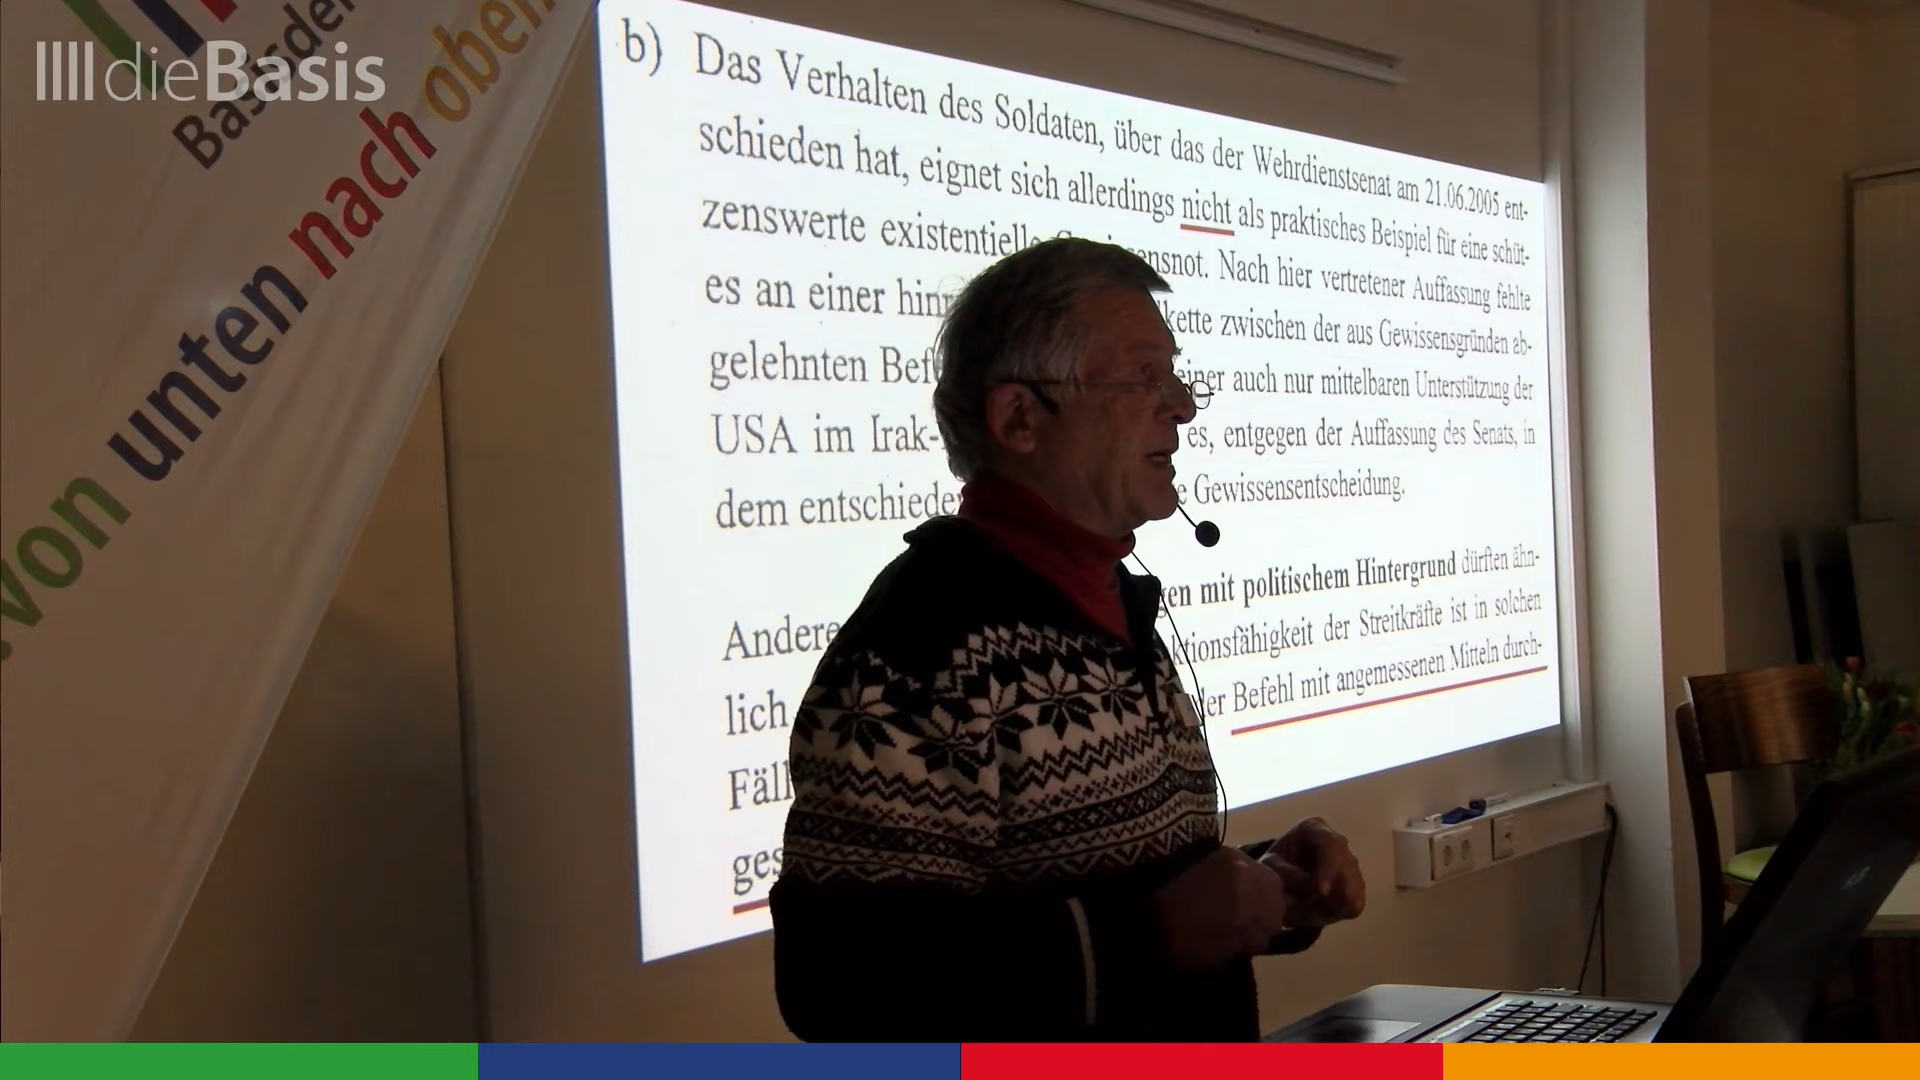 dieBasis
Basisde
von unten nach oben
b) Das Verhalten des Soldaten, über das der Wehrdienstsenat am 21.06.2005 ent-
schieden hat, eignet sich allerdings nicht als praktisches Beispiel für eine schüt-
zenswerte existentielle ensnot. Nach hier vertretener Auffassung fehlte
es an einer hin kette zwischen der aus Gewissensgründen ab-
gelehnten Bef einer auch nur mittelbaren Unterstützung der
USA im Irak- es, entgegen der Auffassung des Senats, in
dem entschiede e Gewissensentscheidung.
Andere gen mit politischem Hintergrund dürften ähn-
lich ktionsfähigkeit der Streitkräfte ist in solchen
Fäll der Befehl mit angemessenen Mitteln durch-
ges